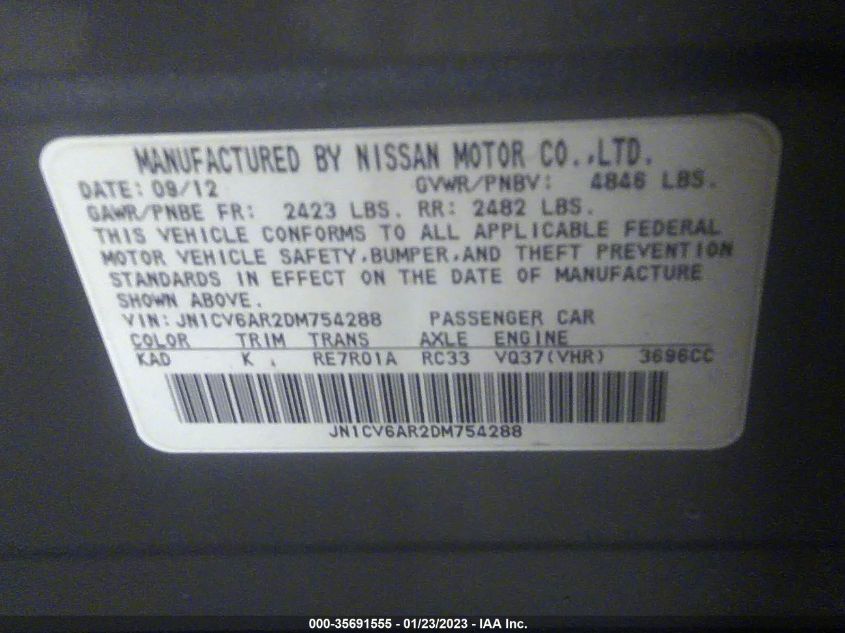 MANUFACTURED BY NISSAN MOTOR CO.,LTD.
DATE: 09/12 GVWR/PNBV: 4846 LBS.
GAWR/PNBE FR: 2423 LBS. RR: 2482 LBS.
THIS VEHICLE CONFORMS TO ALL APPLICABLE FEDERAL
MOTOR VEHICLE SAFETY,BUMPER,AND THEFT PREVENTION
STANDARDS IN EFFECT ON THE DATE OF MANUFACTURE
SHOWN ABOVE.
VIN: JN1CV6AR2DM754288 PASSENGER CAR
COLOR TRIM TRANS AXLE ENGINE
KAD K RE7R01A RC33 VQ37(VHR) 3696CC
JN1CV6AR2DM754288
000-35691555 - 01/23/2023 - IAA Inc.